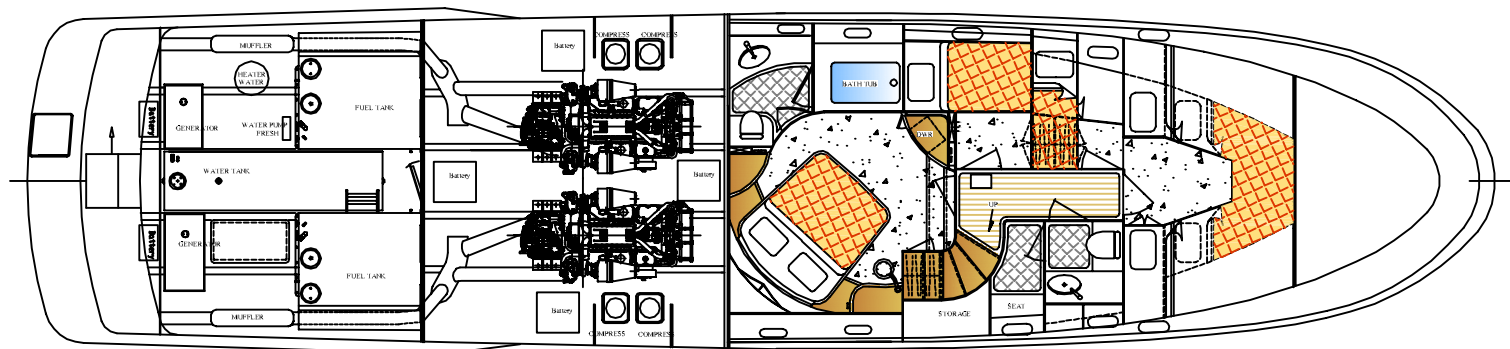 MUFFLER
HEATER
WATER
Battery
GENERATOR
WATER PUMP
FRESH
FUEL TANK
WATER TANK
Battery
GENERATOR
FUEL TANK
MUFFLER
COMPRESS
COMPRESS
Battery
Battery
Battery
Battery
COMPRESS
COMPRESS
BATH TUB
DWR
UP
STORAGE
SEAT